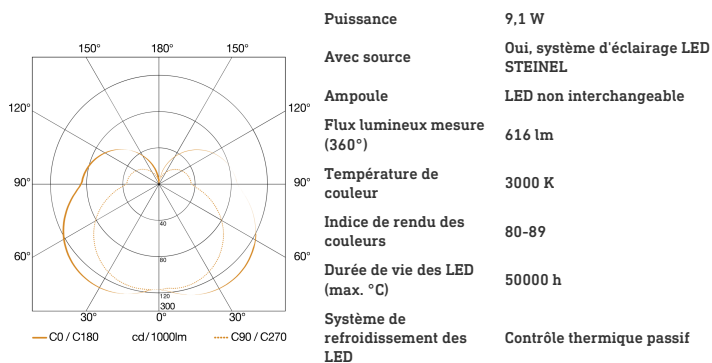 150° 180° 150°
120° 120°
90° 90°
60° 60°
40
80
120
300
30° 0° 30°
C0 / C180 cd/1000lm C90 / C270
Puissance 9,1 W
Avec source Oui, système d'éclairage LED
STEINEL
Ampoule LED non interchangeable
Flux lumineux mesure
(360°) 616 lm
Température de
couleur 3000 K
Indice de rendu des
couleurs 80-89
Durée de vie des LED
(max. °C) 50000 h
Système de
refroidissement des
LED Contrôle thermique passif